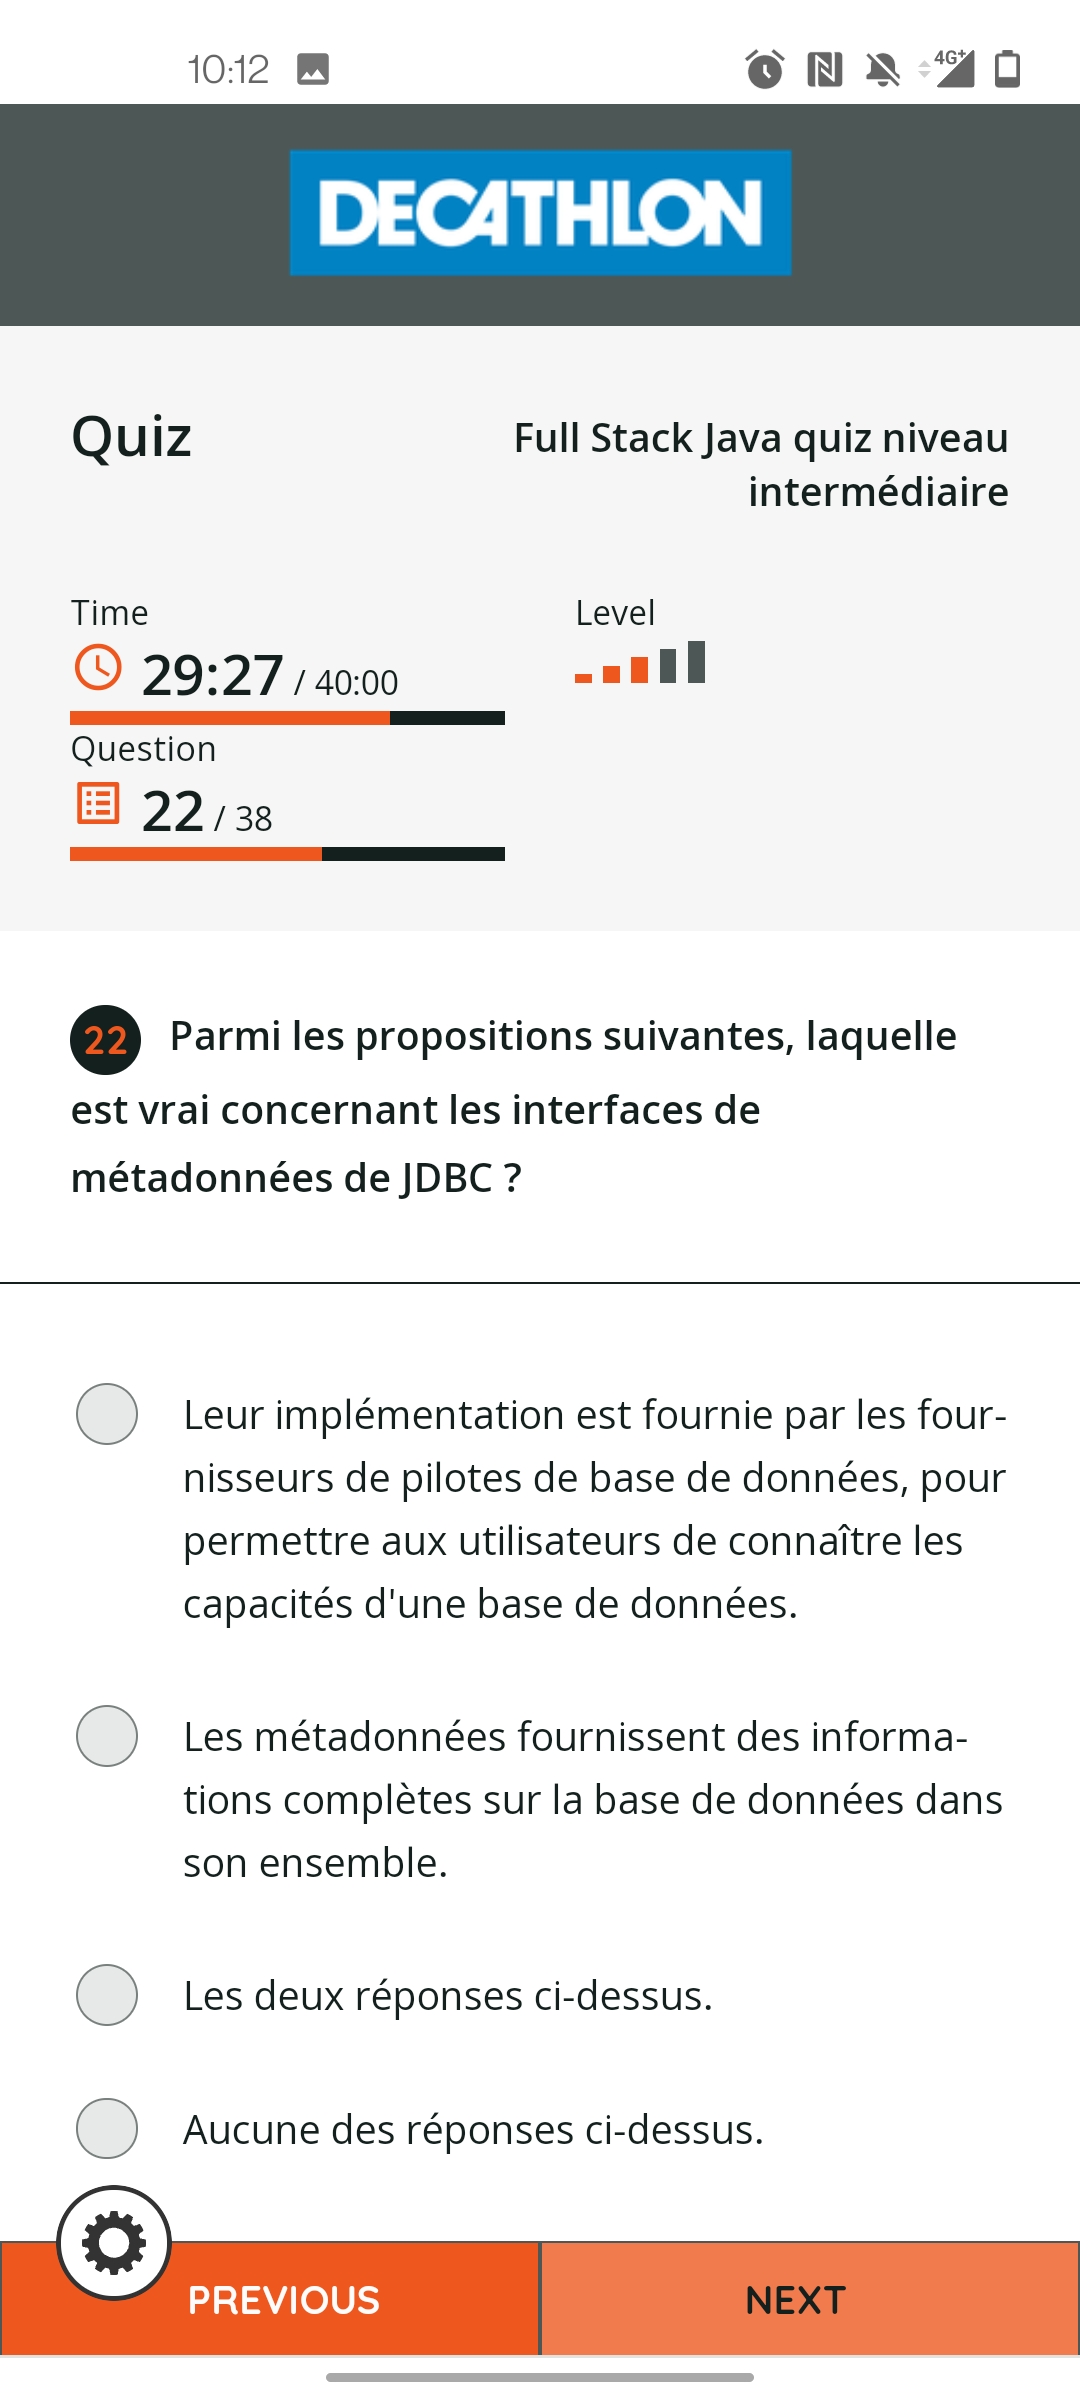 10:12
4G+
DECATHLON
Quiz
Full Stack Java quiz niveau
intermédiaire
Time
29:27 / 40:00
Level
Question
22 / 38
22 Parmi les propositions suivantes, laquelle
est vrai concernant les interfaces de
métadonnées de JDBC ?
Leur implémentation est fournie par les four-
nisseurs de pilotes de base de données, pour
permettre aux utilisateurs de connaître les
capacités d'une base de données.
Les métadonnées fournissent des informa-
tions complètes sur la base de données dans
son ensemble.
Les deux réponses ci-dessus.
Aucune des réponses ci-dessus.
PREVIOUS
NEXT